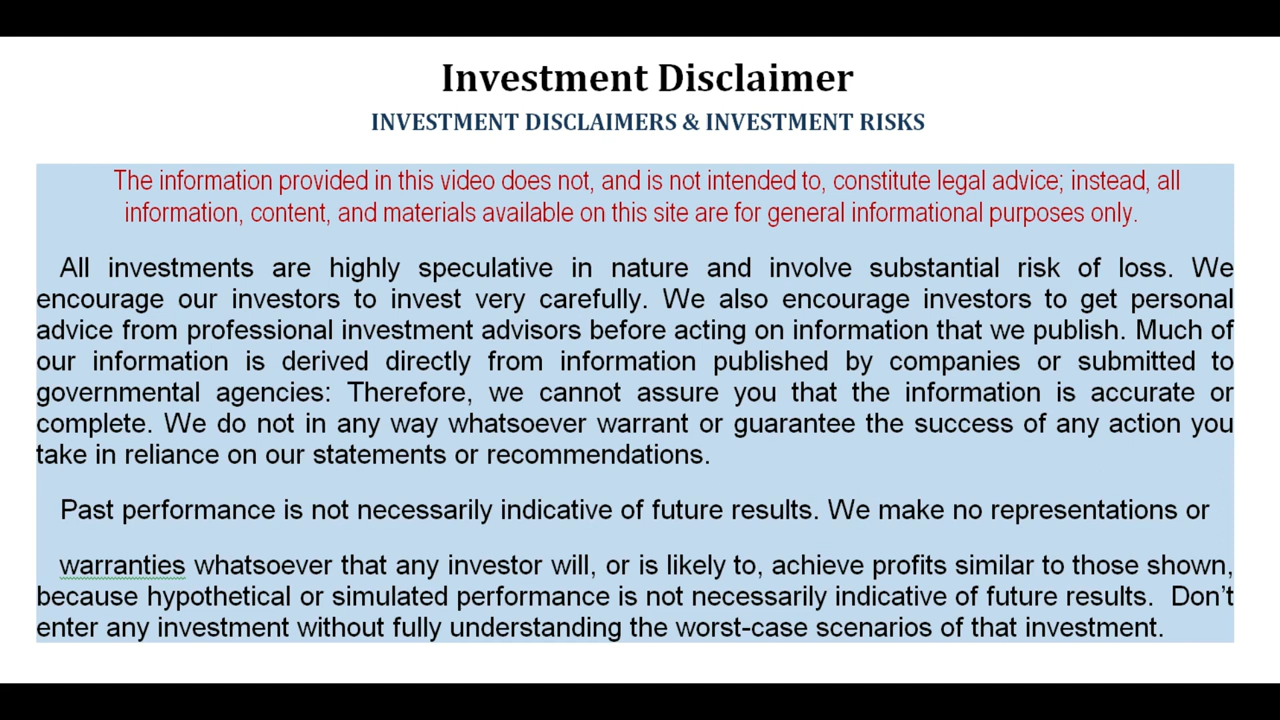 Investment Disclaimer
INVESTMENT DISCLAIMERS & INVESTMENT RISKS
The information provided in this video does not, and is not intended to, constitute legal advice; instead, all
information, content, and materials available on this site are for general informational purposes only.
All investments are highly speculative in nature and involve substantial risk of loss. We
encourage our investors to invest very carefully. We also encourage investors to get personal
advice from professional investment advisors before acting on information that we publish. Much of
our information is derived directly from information published by companies or submitted to
governmental agencies: Therefore, we cannot assure you that the information is accurate or
complete. We do not in any way whatsoever warrant or guarantee the success of any action you
take in reliance on our statements or recommendations.
Past performance is not necessarily indicative of future results. We make no representations or
warranties whatsoever that any investor will, or is likely to, achieve profits similar to those shown,
because hypothetical or simulated performance is not necessarily indicative of future results.  Don’t
enter any investment without fully understanding the worst-case scenarios of that investment.